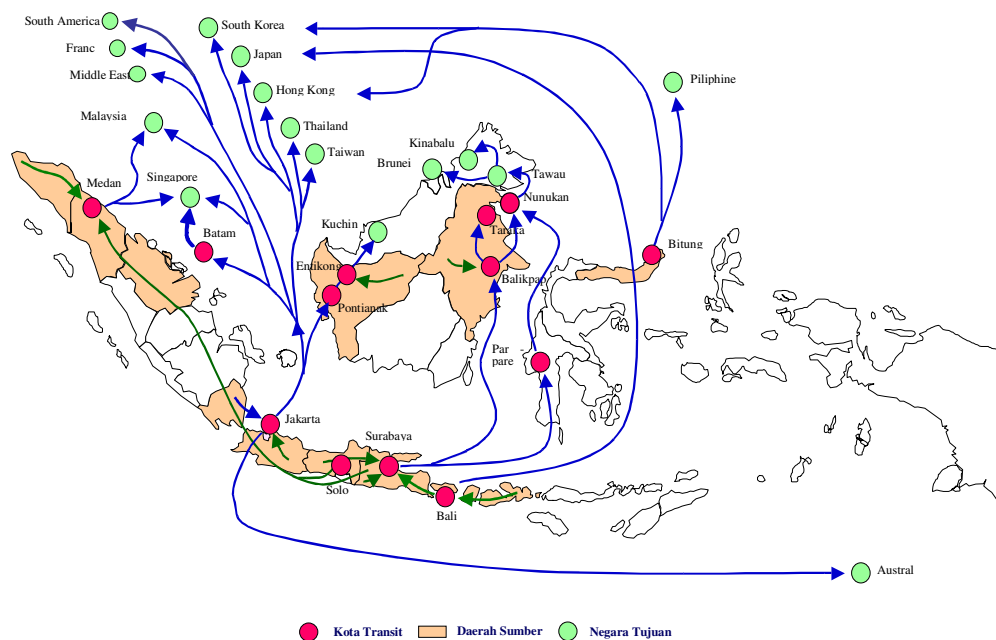 South America
South Korea
Franc
Japan
Middle East
Piliphine
Hong Kong
Malaysia
Thailand
Taiwan
Kinabalu
Brunei
Tawau
Medan
Singapore
Nunukan
Kuchin
Batam
Bitung
Entikong
Balikpap
Pontianak
Par -
pare
Jakarta
Surabaya
Solo
Bali
Austral
Kota Transit
Daerah Sumber
Negara Tujuan